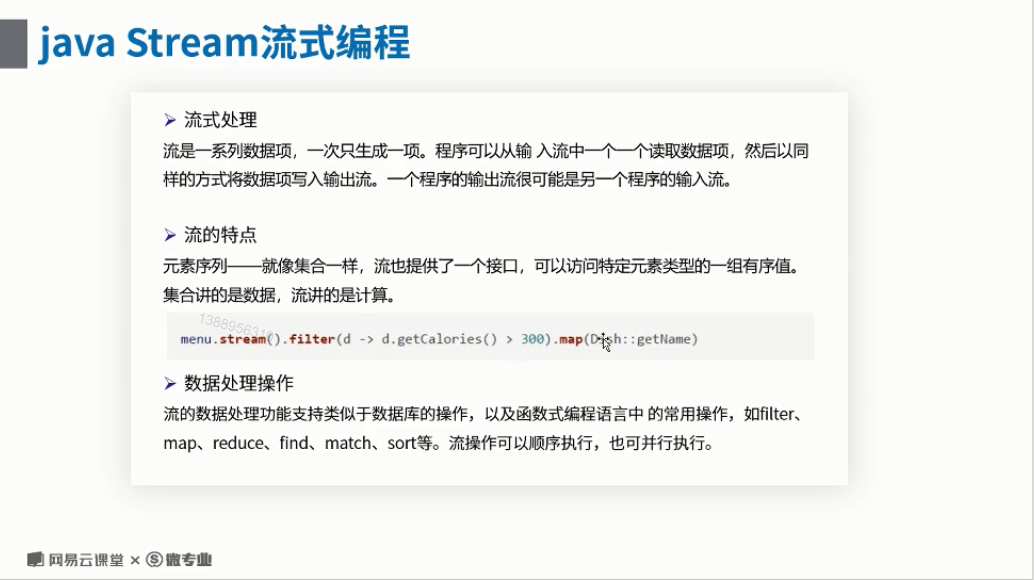 java Stream流式编程
➢ 流式处理
流是一系列数据项，一次只生成一项。程序可以从输 入流中一个一个读取数据项，然后以同
样的方式将数据项写入输出流。一个程序的输出流很可能是另一个程序的输入流。
➢ 流的特点
元素序列——就像集合一样，流也提供了一个接口，可以访问特定元素类型的一组有序值。
集合讲的是数据，流讲的是计算。
menu.stream().filter(d -> d.getCalories() > 300).map(Dish::getName)
➢ 数据处理操作
流的数据处理功能支持类似于数据库的操作，以及函数式编程语言中 的常用操作，如filter、
map、reduce、find、match、sort等。流操作可以顺序执行，也可并行执行。
网易云课堂 × S微专业